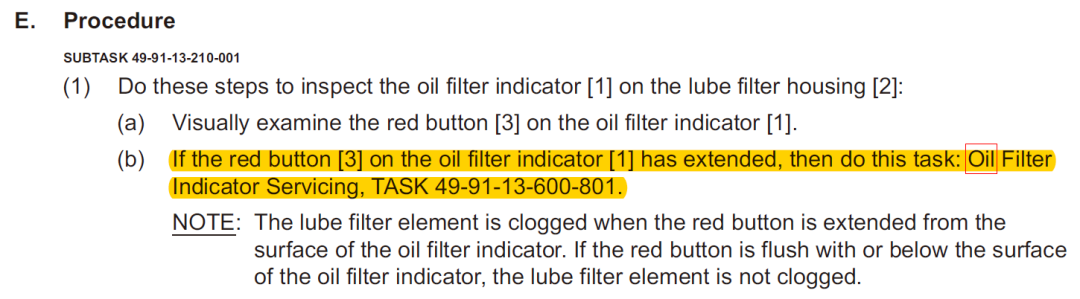 E. Procedure
SUBTASK 49-91-13-210-001
(1) Do these steps to inspect the oil filter indicator [1] on the lube filter housing [2]:
(a) Visually examine the red button [3] on the oil filter indicator [1].
(b) If the red button [3] on the oil filter indicator [1] has extended, then do this task: Oil Filter
Indicator Servicing, TASK 49-91-13-600-801.
NOTE: The lube filter element is clogged when the red button is extended from the
surface of the oil filter indicator. If the red button is flush with or below the surface
of the oil filter indicator, the lube filter element is not clogged.